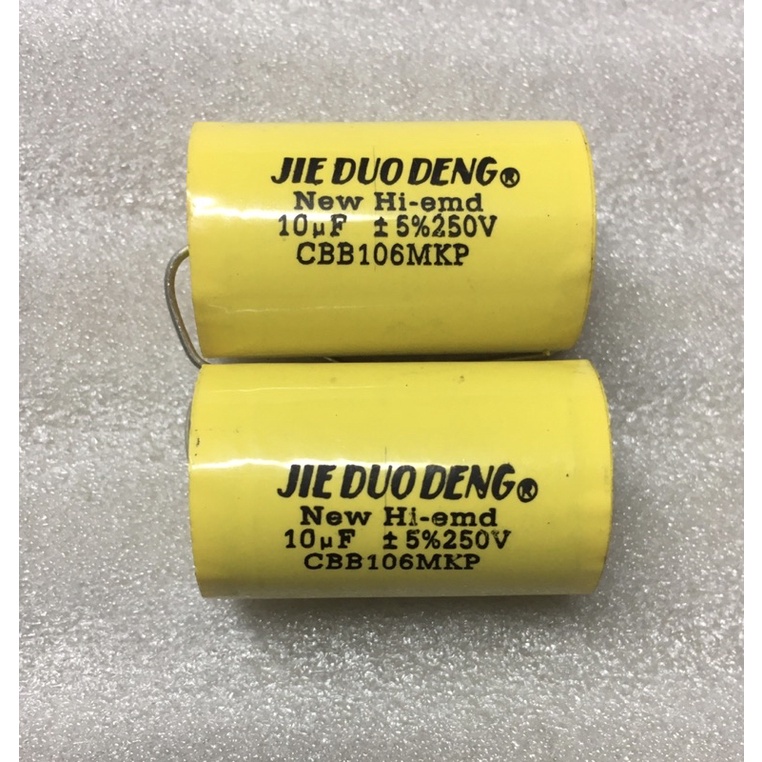 JIE DUO DENG®
New Hi-emd
10μF ±5%250V
CBB106MKP
JIE DUO DENG®
New Hi-emd
10μF ±5%250V
CBB106MKP